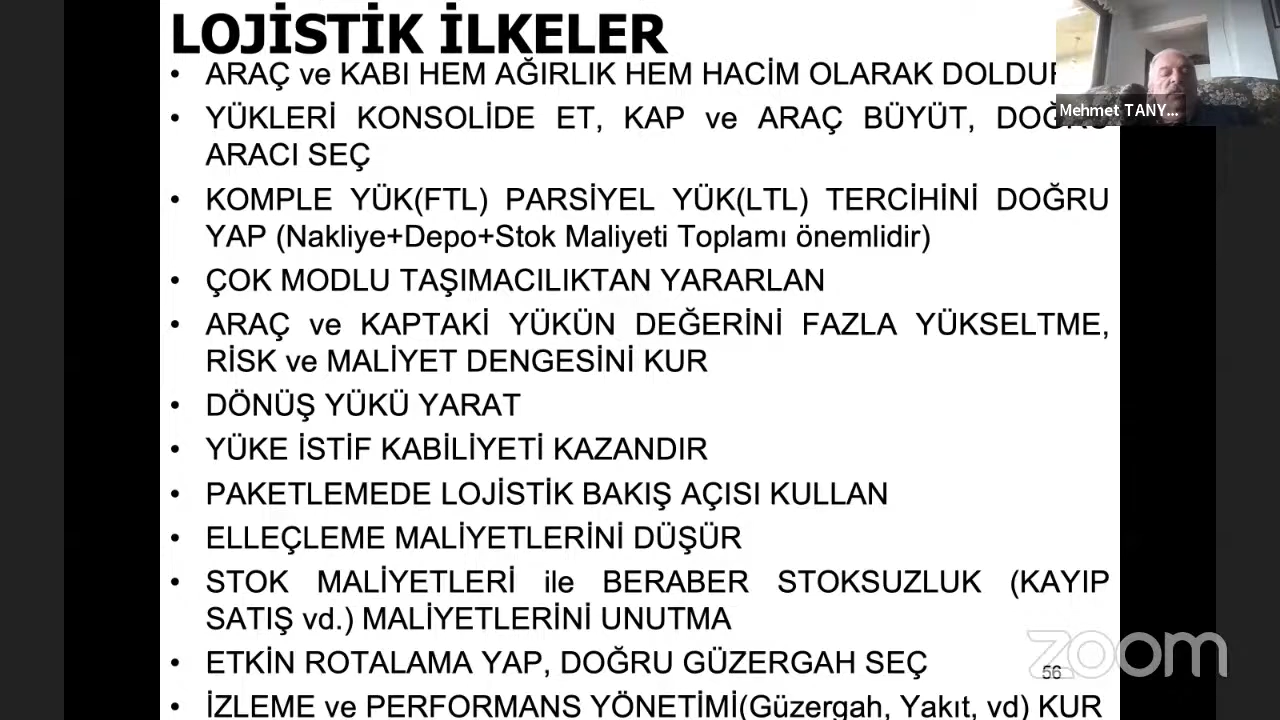 LOJİSTİK İLKELER
• ARAÇ ve KABI HEM AĞIRLIK HEM HACİM OLARAK
Mehmet TANY...
• YÜKLERİ KONSOLİDE ET, KAP ve ARAÇ BÜYÜT,
ARACI SEÇ
• KOMPLE YÜK(FTL) PARSİYEL YÜK(LTL) TERCİHİNİ DOĞRU
YAP (Nakliye+Depo+Stok Maliyeti Toplamı önemlidir)
• ÇOK MODLU TAŞIMACILIKTAN YARARLAN
• ARAÇ ve KAPTAKİ YÜKÜN DEĞERİNİ FAZLA YÜKSELTME,
RİSK ve MALİYET DENGESİNİ KUR
• DÖNÜŞ YÜKÜ YARAT
• YÜKE İSTİF KABİLİYETİ KAZANDIR
• PAKETLEMEDE LOJİSTİK BAKIŞ AÇISI KULLAN
• ELLEÇLEME MALİYETLERİNİ DÜŞÜR
• STOK MALİYETLERİ ile BERABER STOKSUZLUK (KAYIP
SATIŞ vd.) MALİYETLERİNİ UNUTMA
• ETKİN ROTALAMA YAP, DOĞRU GÜZERGAH SEÇ
56
zoom
• İZLEME ve PERFORMANS YÖNETİMİ(Güzergah, Yakıt, vd) KUR